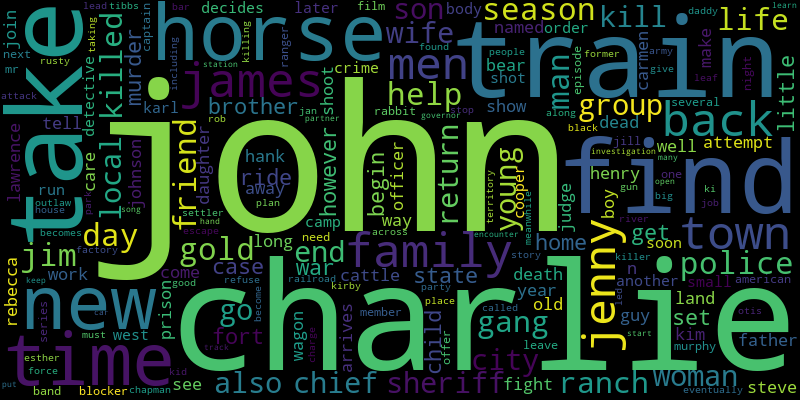 john
charlie
train
take
horse
find
new
time
james
men
help
family
town
back
life
season
kill
son
wife
man
group
jenny
police
ranch
woman
city
gang
sheriff
chief
also
go
gold
end
day
jim
local
killed
murder
friend
brother
young
return
however
shoot
begin
officer
state
home
child
death
war
case
fort
ride
prison
wagon
cattle
camp
away
hank
daughter
decides
later
film
body
named
order
bear
shot
crime
show
karl
detective
tibbs
captain
bar
killing
ranger
including
lead
taking
join
next
mr
rusty
attack
tell
care
lawrence
run
outlaw
house
becomes
work
rebecca
west
series
must
car
esther
force
band
blocker
chapman
keep
put
kid
see
come
good
refuse
become
long
need
plan
hand
settler
escape
song
park
factory
johnson
rob
jan
partner
rabbit
stop
governor
dead
several
well
attempt
little
make
carmen
episode
people
found
former
army
give
leaf
night
daddy
learn
along
black
jill
investigation
many
gun
one
open
big
ki
job
henry
boy
judge
cooper
territory
meanwhile
encounter
across
way
get
soon
killer
river
another
small
american
land
set
kim
murphy
father
guy
n
old
year
story
party
place
called
leave
led
start
otis
steve
eventually
fight
offer
member
arrives
kirby
railroad
charge
track
station